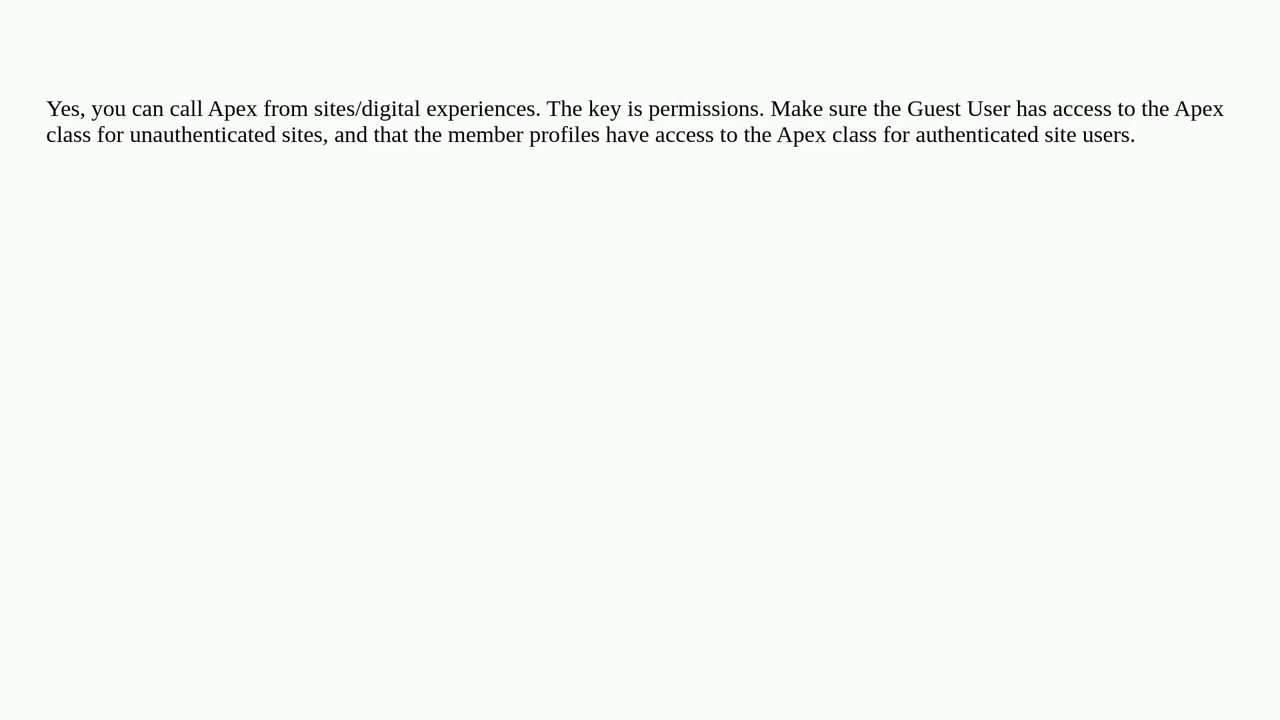 Yes, you can call Apex from sites/digital experiences. The key is permissions. Make sure the Guest User has access to the Apex
class for unauthenticated sites, and that the member profiles have access to the Apex class for authenticated site users.